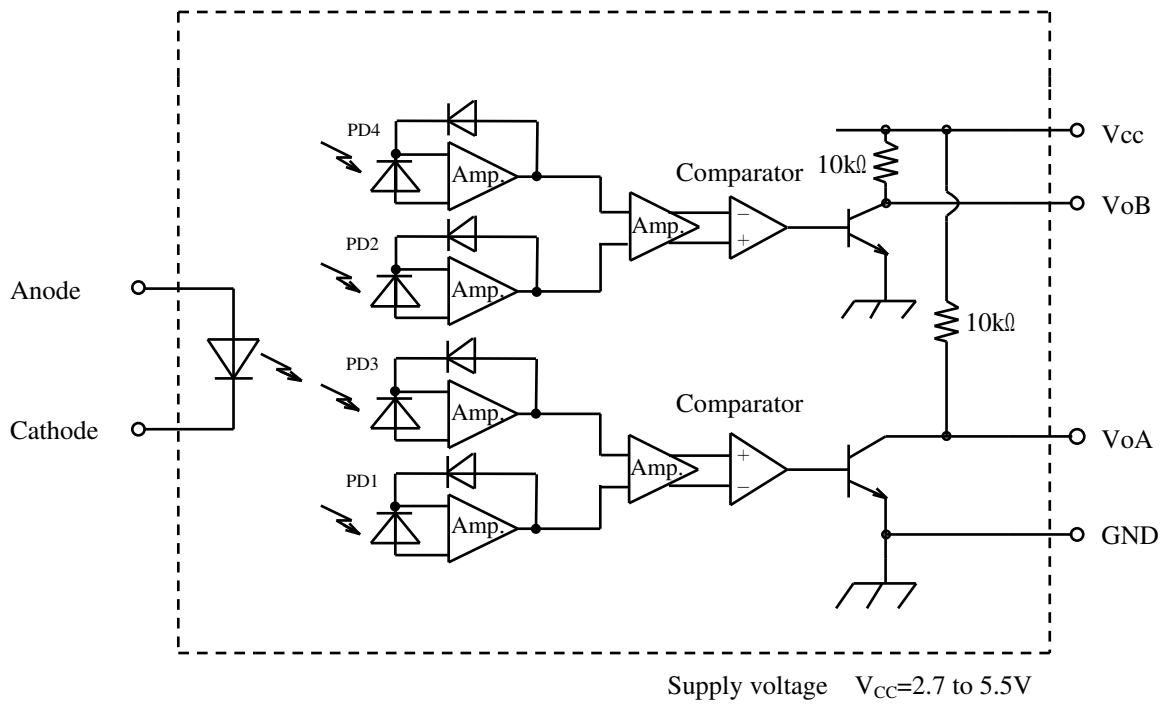 PD4
Amp.
Comparator
10kΩ
Vcc
VoB
Amp.
−
+
PD2
Amp.
Anode
10kΩ
PD3
Amp.
Comparator
Cathode
VoA
Amp.
+
−
PD1
Amp.
GND
Supply voltage VCC=2.7 to 5.5V